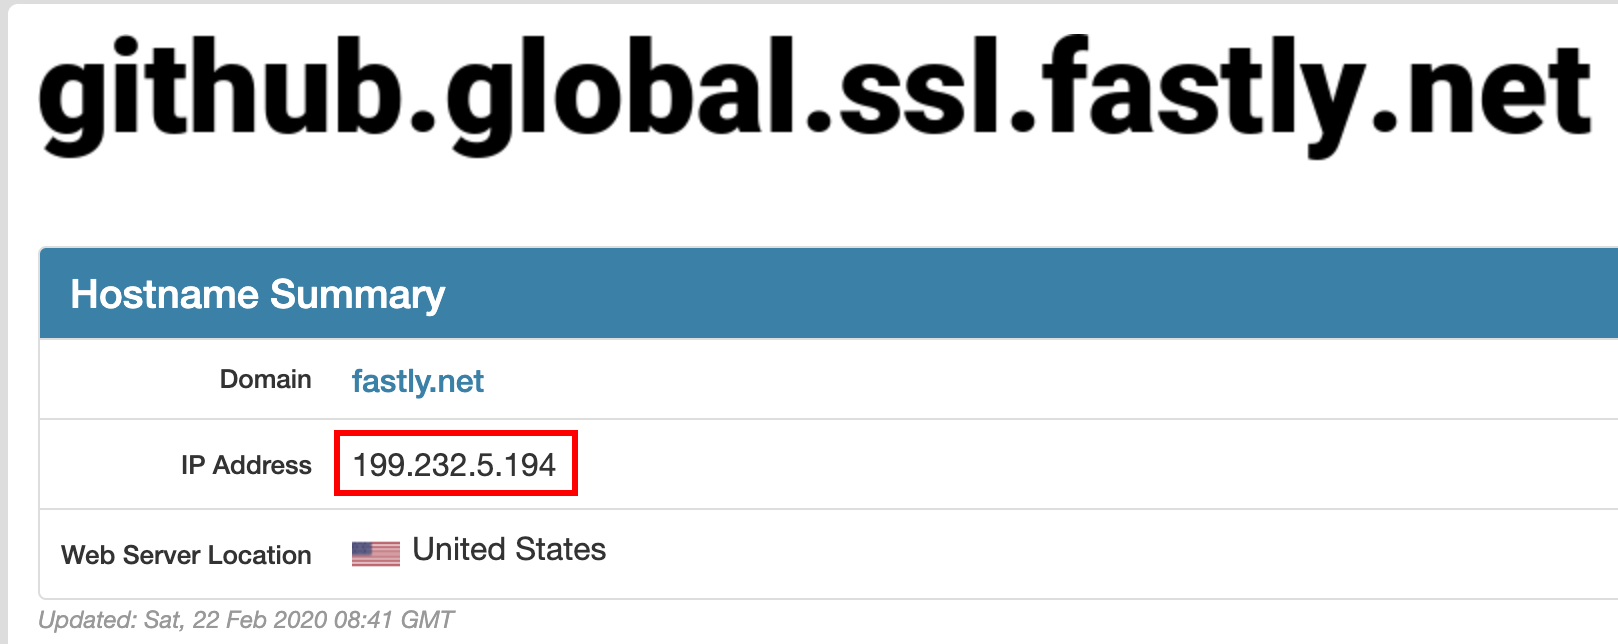 github.global.ssl.fastly.net
Hostname Summary
Domain fastly.net
IP Address 199.232.5.194
Web Server Location United States
Updated: Sat, 22 Feb 2020 08:41 GMT